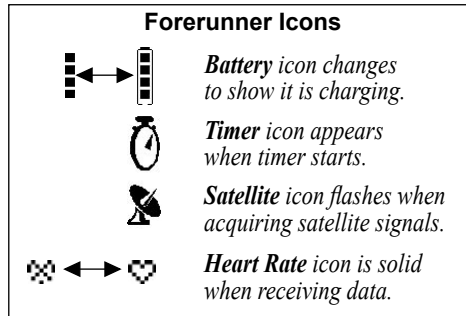 Forerunner Icons
Battery icon changes
to show it is charging.
Timer icon appears
when timer starts.
Satellite icon flashes when
acquiring satellite signals.
Heart Rate icon is solid
when receiving data.